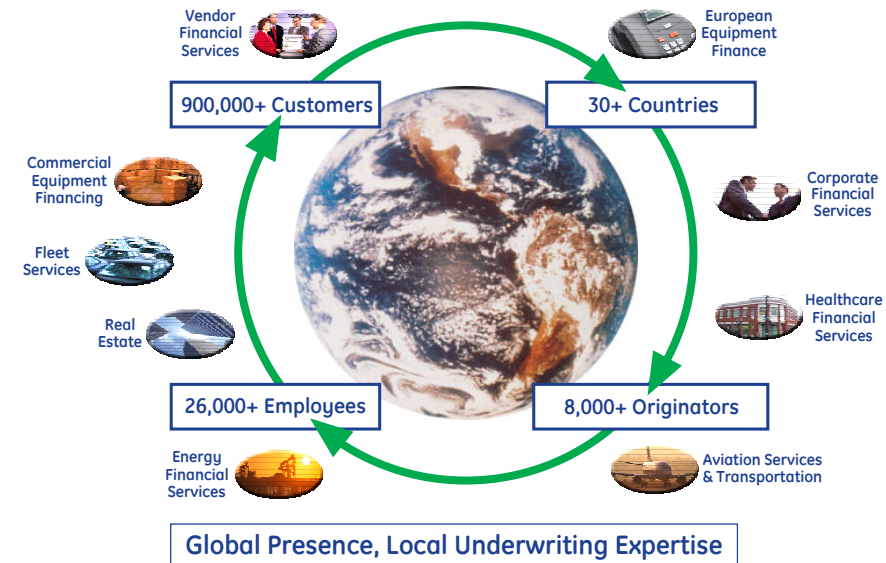 Vendor
Financial
Services
European
Equipment
Finance
900,000+ Customers
30+ Countries
Commercial
Equipment
Financing
Corporate
Financial
Services
Fleet
Services
Healthcare
Financial
Services
Real
Estate
26,000+ Employees
8,000+ Originators
Energy
Financial
Services
Aviation Services
& Transportation
Global Presence, Local Underwriting Expertise